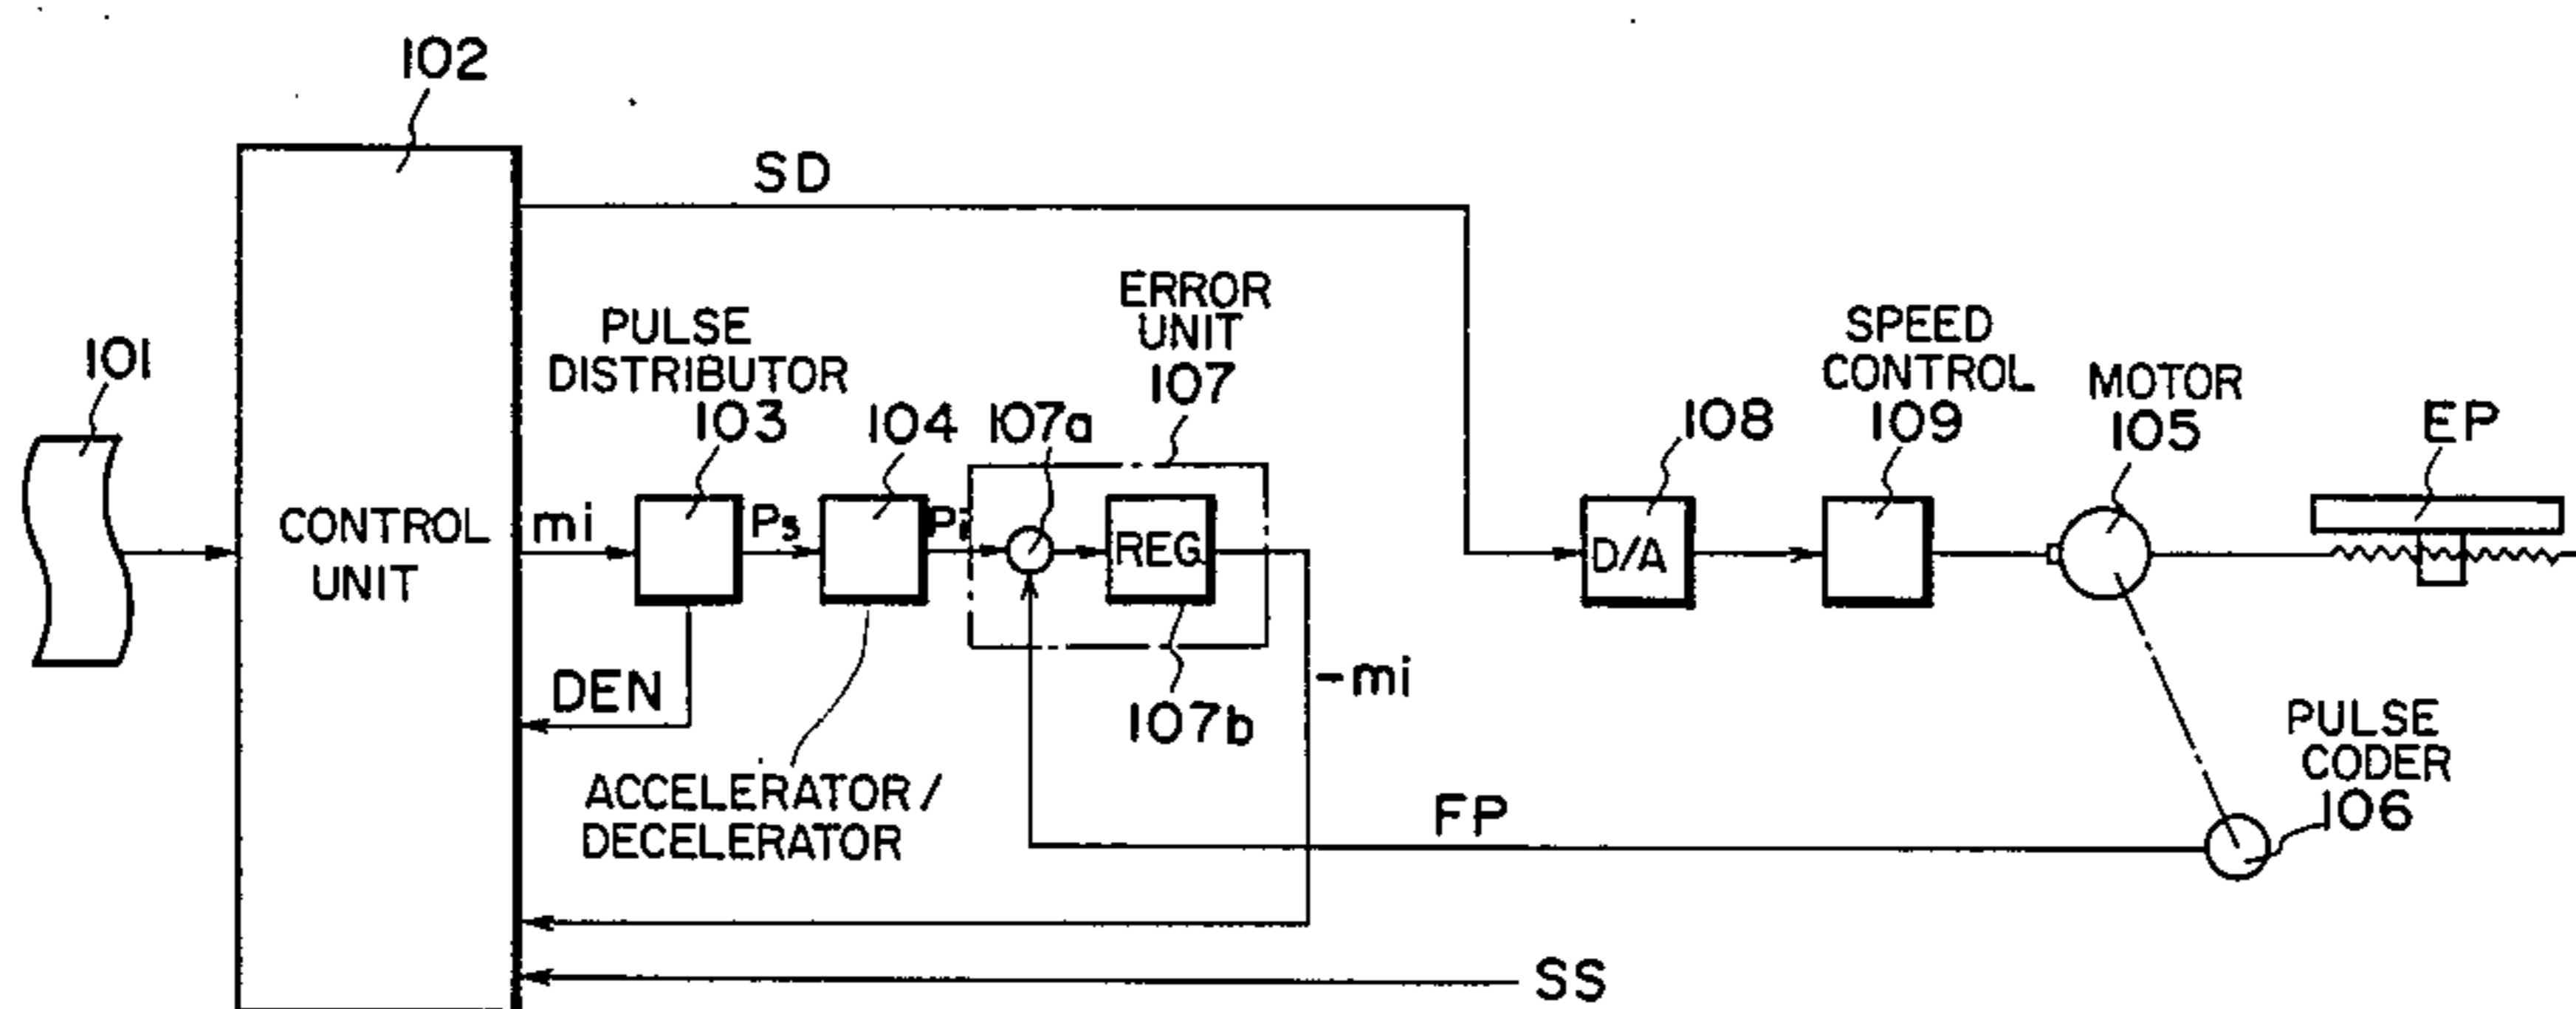 102
SD
ERROR
UNIT
107
PULSE
DISTRIBUTOR
103
101
104
107a
108
SPEED
CONTROL
109
MOTOR
105
EP
CONTROL
UNIT
mi
Ps
Pi
REG.
D/A
DEN
-mi
107b
ACCELERATOR/
DECELERATOR
FP
PULSE
CODER
106
SS